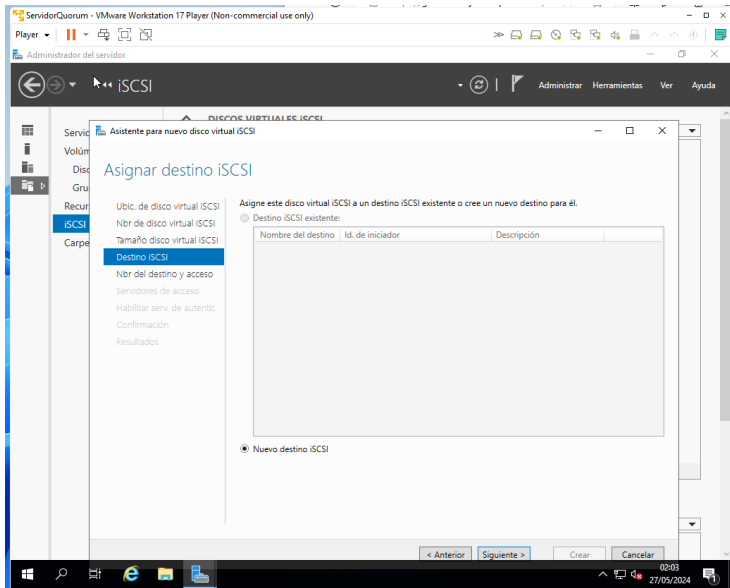 ServidorQuorum - VMware Workstation 17 Player (Non-commercial use only)
Player
Administrador del servidor
iSCSI
Administrar Herramientas Ver Ayuda
DISCOS VIRTUALES iSCSI
Servic
Volúm
Disc
Gru
Recur
iSCSI
Carpe
Asistente para nuevo disco virtual iSCSI
Asignar destino iSCSI
Ubic. de disco virtual iSCSI
Nbr de disco virtual iSCSI
Tamaño disco virtual iSCSI
Destino iSCSI
Nbr del destino y acceso
Servidores de acceso
Habilitar serv. de autentic.
Confirmación
Resultados
Asigne este disco virtual iSCSI a un destino iSCSI existente o cree un nuevo destino para él.
Destino iSCSI existente:
Nombre del destino Id. de iniciador Descripción
Nuevo destino iSCSI
< Anterior Siguiente > Crear Cancelar
02:03
27/05/2024